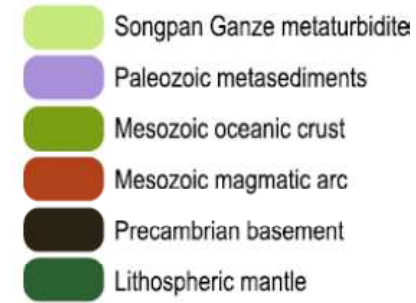 Songpan Ganze metaturbidite
Paleozoic metasediments
Mesozoic oceanic crust
Mesozoic magmatic arc
Precambrian basement
Lithospheric mantle